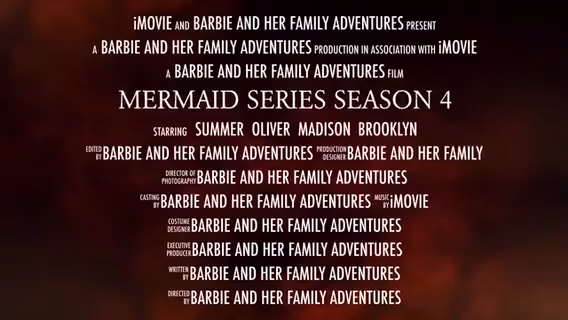 iMOVIE AND BARBIE AND HER FAMILY ADVENTURES PRESENT
A BARBIE AND HER FAMILY ADVENTURES PRODUCTION IN ASSOCIATION WITH iMOVIE
A BARBIE AND HER FAMILY ADVENTURES FILM
MERMAID SERIES SEASON 4
STARRING SUMMER OLIVER MADISON BROOKLYN
EDITED BY BARBIE AND HER FAMILY ADVENTURES PRODUCTION DESIGNER BARBIE AND HER FAMILY
DIRECTOR OF PHOTOGRAPHY BARBIE AND HER FAMILY ADVENTURES
CASTING BY BARBIE AND HER FAMILY ADVENTURES MUSIC BY iMOVIE
COSTUME DESIGNER BARBIE AND HER FAMILY ADVENTURES
EXECUTIVE PRODUCER BARBIE AND HER FAMILY ADVENTURES
WRITTEN BY BARBIE AND HER FAMILY ADVENTURES
DIRECTED BY BARBIE AND HER FAMILY ADVENTURES